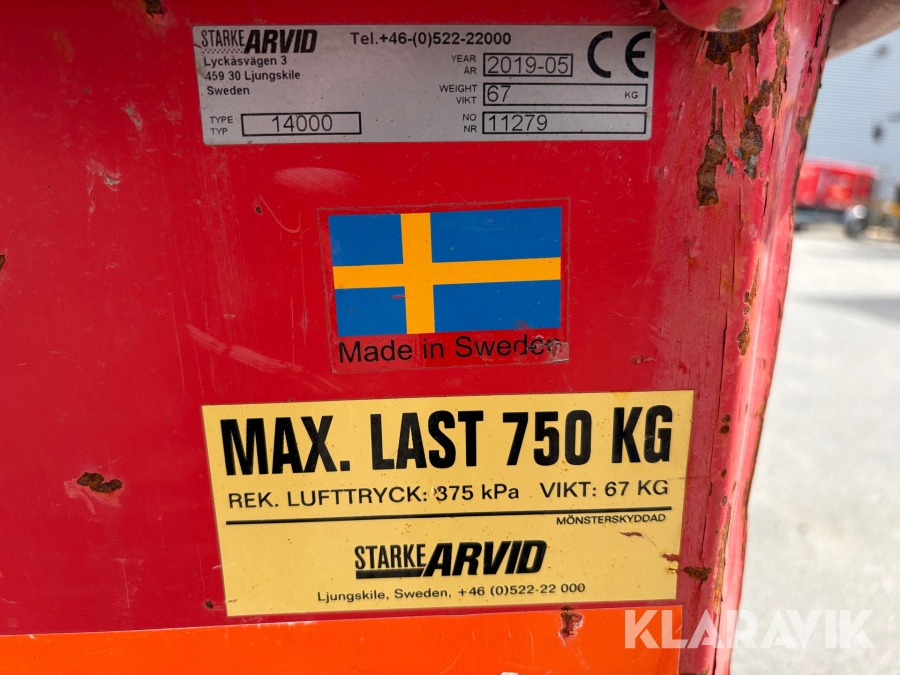 STARKE ARVID
Tel.+46-(0)522-22000
Lyckåsvägen 3
459 30 Ljungskile
Sweden
YEAR
ÅR
2019-05
CE
WEIGHT
VIKT
67 KG
TYPE
TYP
14000
NO
NR
11279
Made in Sweden
MAX. LAST 750 KG
REK. LUFTTRYCK: 375 kPa VIKT: 67 KG
MÖNSTERSKYDDAD
STARKE ARVID
Ljungskile, Sweden, +46 (0)522-22 000
KLARAVIK